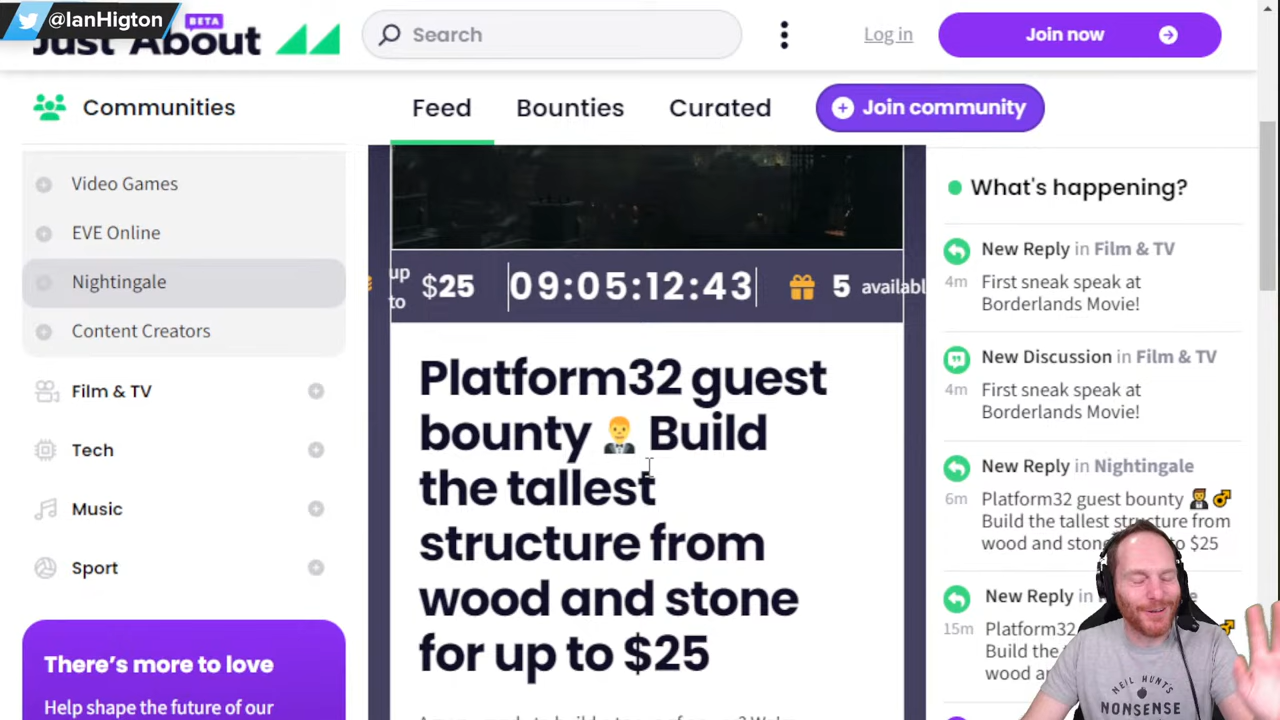 @IanHigton
BETA
Just About
Search
Log in
Join now
Communities
Feed
Bounties
Curated
Join community
Video Games
EVE Online
Nightingale
Content Creators
Film & TV
Tech
Music
Sport
There's more to love
Help shape the future of our
up to $25
09:05:12:43
5 availabl
Platform32 guest
bounty 🤵‍♂️ Build
the tallest
structure from
wood and stone
for up to $25
What's happening?
New Reply in Film & TV
4m
First sneak speak at
Borderlands Movie!
New Discussion in Film & TV
4m
First sneak speak at
Borderlands Movie!
New Reply in Nightingale
6m
Platform32 guest bounty 🤵♂
Build the tallest structure from
wood and stone to $25
New Reply in
15m
Platform32
Build the
wood an
NEIL HUNT'S
NONSENSE